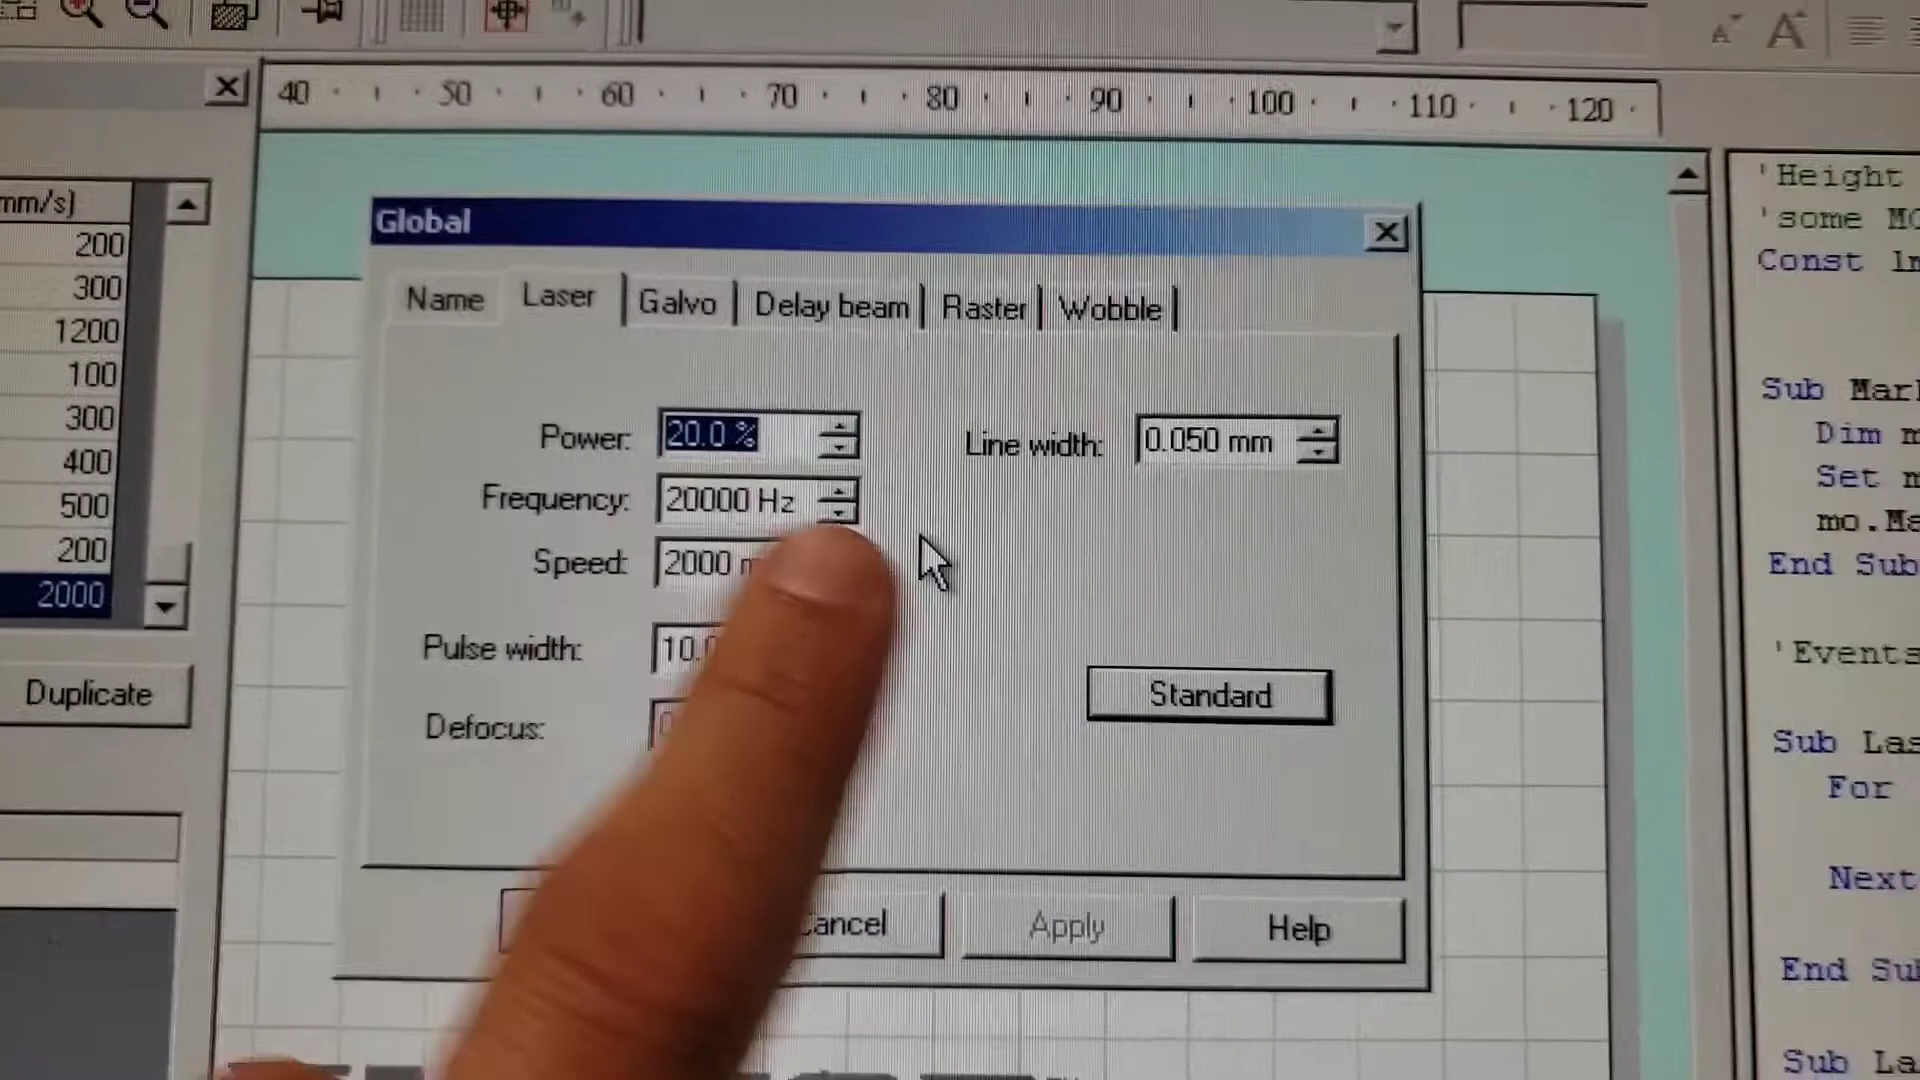 40 50 60 70 80 90 100 110 120
mm/s)
200
300
1200
100
300
400
500
200
2000
Duplicate
Global
Name Laser Galvo Delay beam Raster Wobble
Power: 20.0 %
Line width: 0.050 mm
Frequency: 20000 Hz
Speed: 2000
Pulse width: 10.0
Defocus:
Standard
Cancel Apply Help
'Height
'some
Const
Sub
Dim
Set
End Sub
'Events
Sub
For
Next
End
Sub